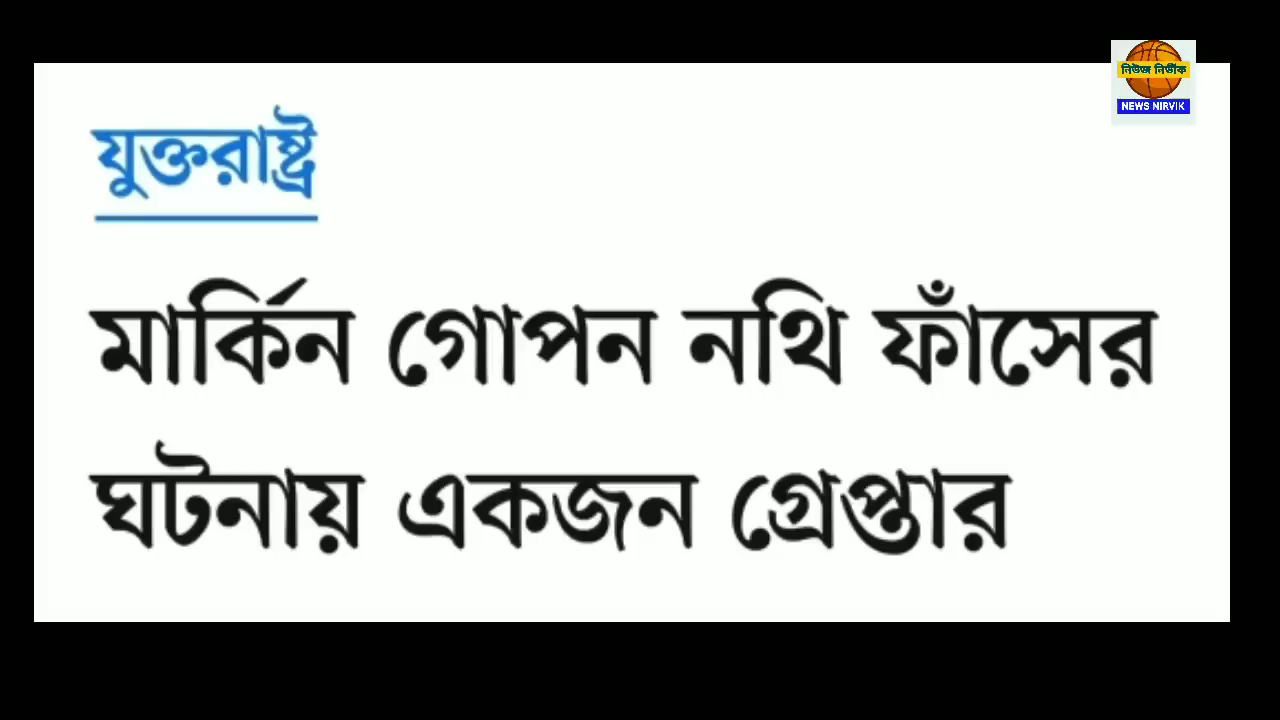 নিউজ নির্ভীক
NEWS NIRVIK
যুক্তরাষ্ট্র
মার্কিন গোপন নথি ফাঁসের
ঘটনায় একজন গ্রেপ্তার